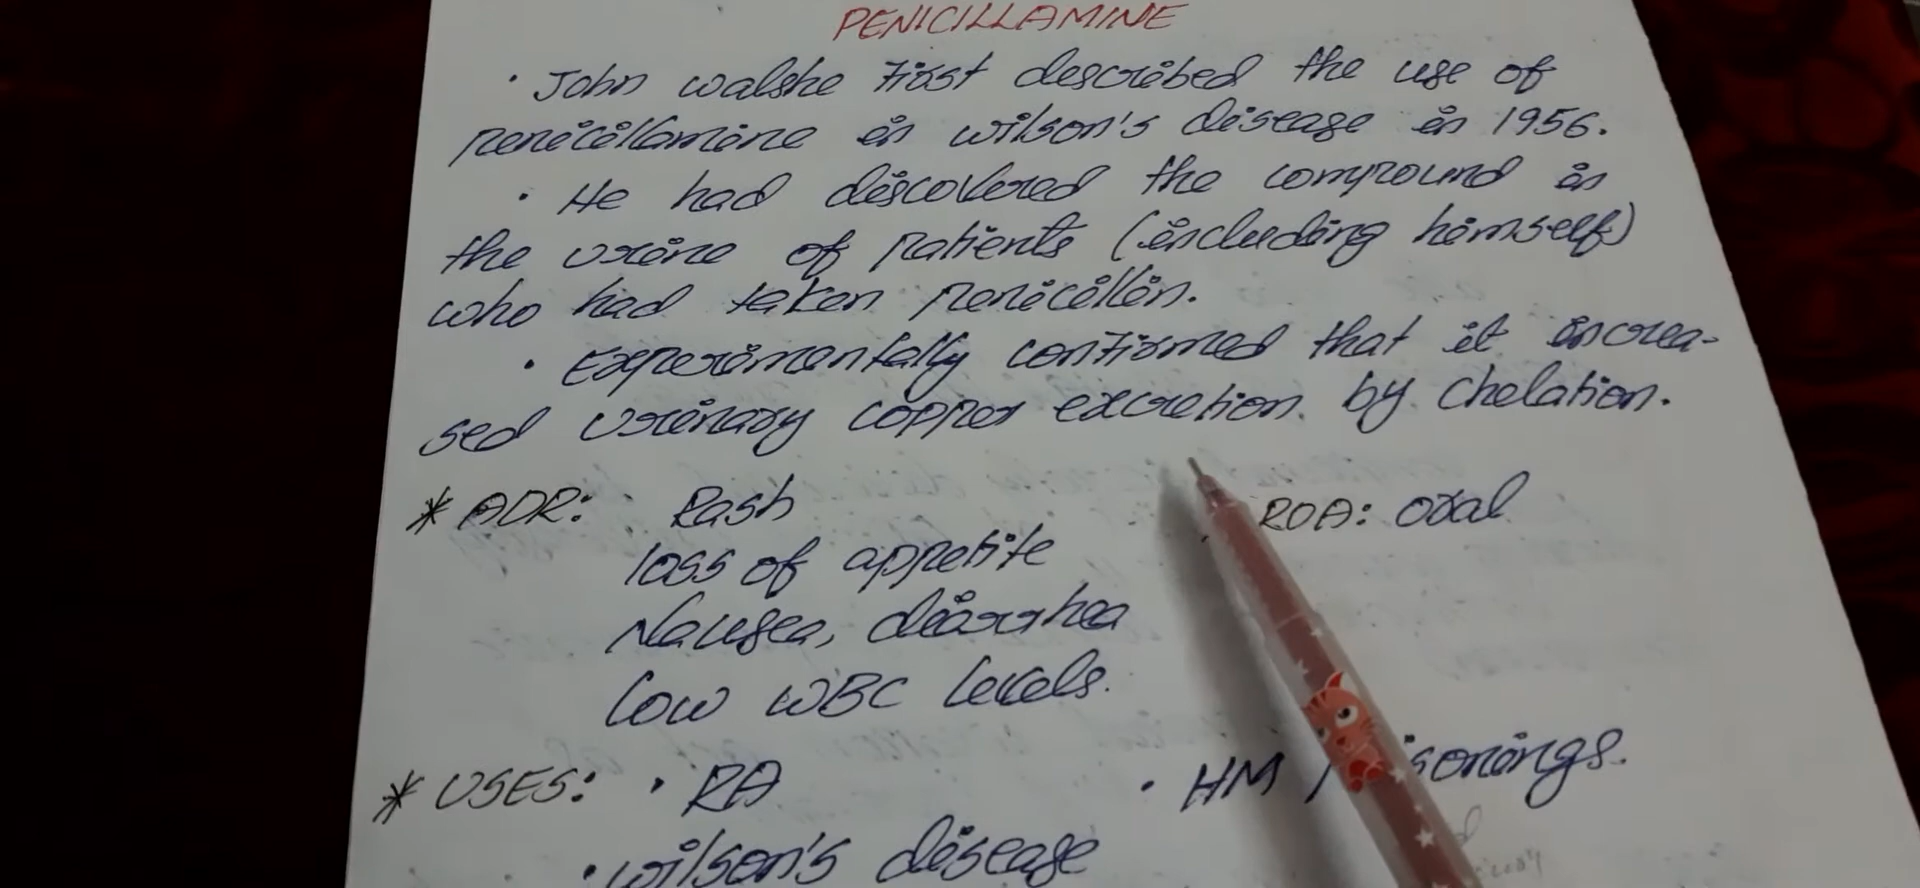 PENICILLAMINE
• John walshe first described the use of
penicillamine in wilson's disease in 1956.
• He had discovered the compound in
the urine of patients (including himself)
who had taken penicillin.
• Experimentally confirmed that it increa-
sed urinary copper excretion by chelation.
* ADR: Rash ROA: oral
loss of appetite
Nausea, diarrhea
low WBC levels.
* USES: • RA • HM
• wilson's disease